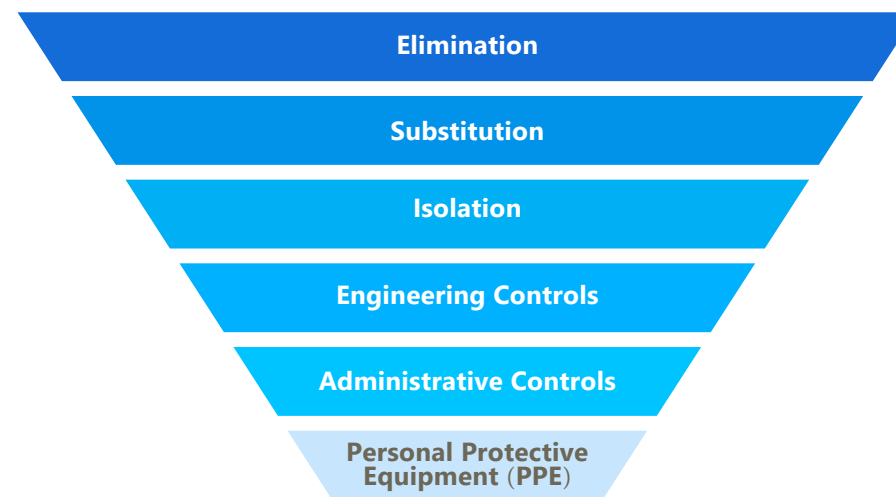 Elimination
Substitution
Isolation
Engineering Controls
Administrative Controls
Personal Protective
Equipment (PPE)